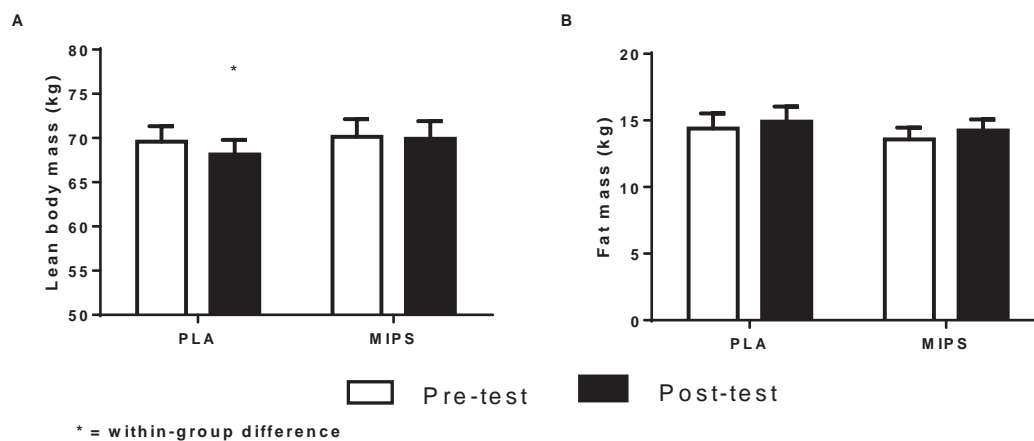 A
Lean body mass (kg)
80
75
70
65
60
55
50
*
PLA
MIPS
B
Fat mass (kg)
20
15
10
5
0
PLA
MIPS
Pre-test
Post-test
* = within-group difference